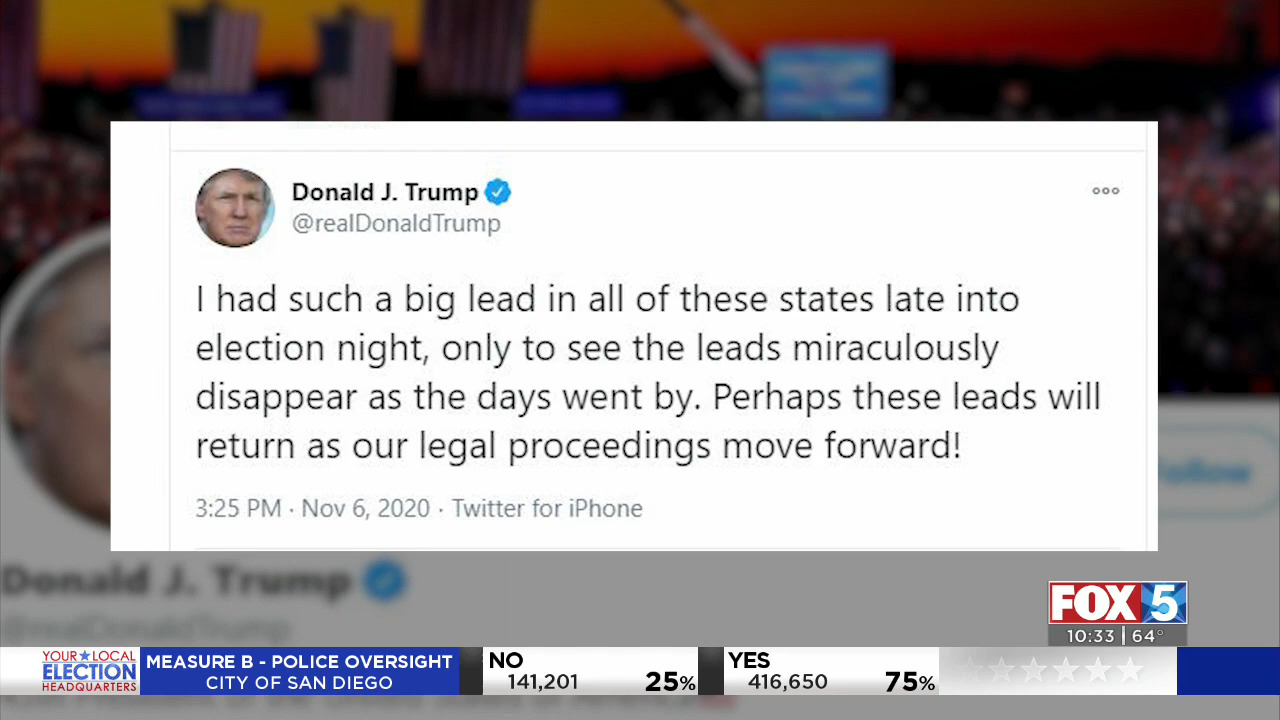 Donald J. Trump
@realDonaldTrump
I had such a big lead in all of these states late into
election night, only to see the leads miraculously
disappear as the days went by. Perhaps these leads will
return as our legal proceedings move forward!
3:25 PM · Nov 6, 2020 · Twitter for iPhone
Follow
Donald J. Trump
@realDonaldTrump
FOX 5
10:33 | 64°
YOUR★LOCAL
ELECTION
HEADQUARTERS
MEASURE B - POLICE OVERSIGHT
CITY OF SAN DIEGO
NO
141,201 25%
YES
416,650 75%